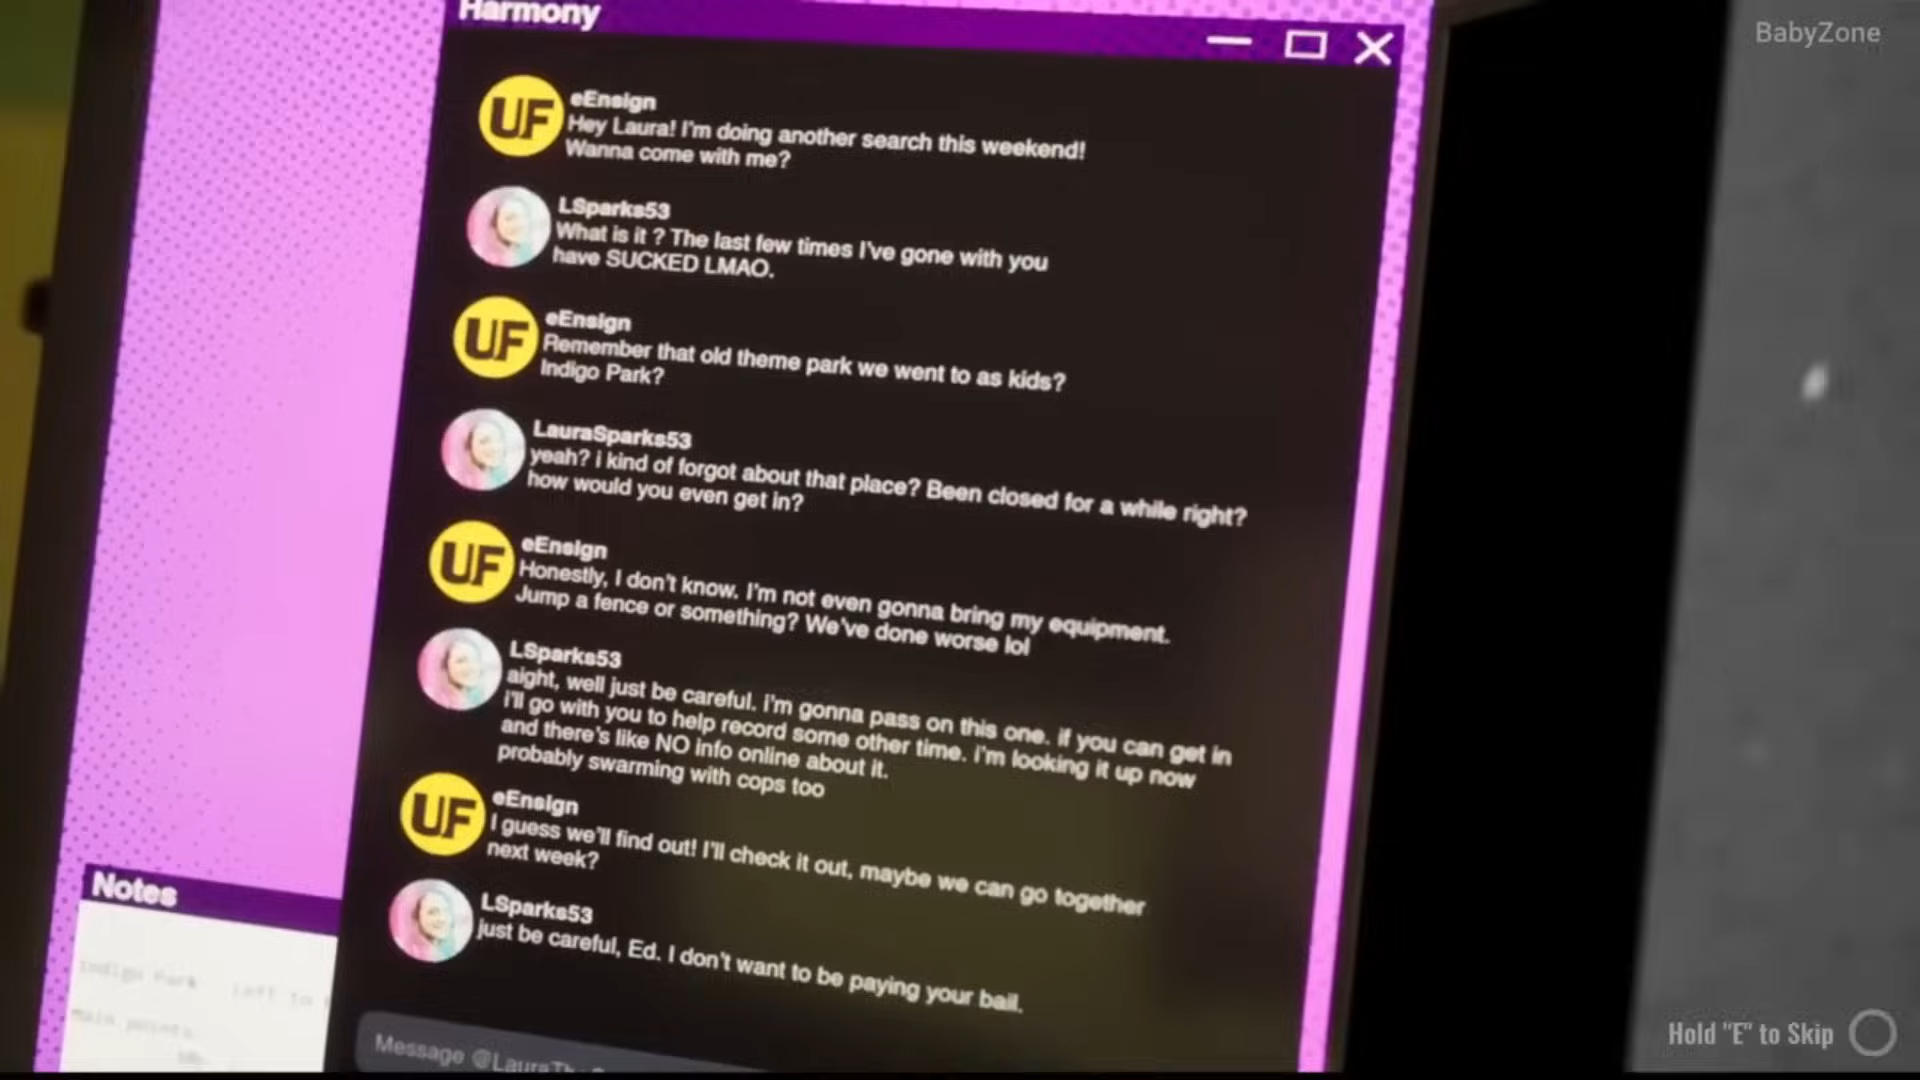 Harmony
BabyZone
UF
eEnsign
Hey Laura! I'm doing another search this weekend!
Wanna come with me?
LSparks53
What is it ? The last few times I've gone with you
have SUCKED LMAO.
UF
eEnsign
Remember that old theme park we went to as kids?
Indigo Park?
LauraSparks53
yeah? i kind of forgot about that place? Been closed for a while right?
how would you even get in?
UF
eEnsign
Honestly, I don't know. I'm not even gonna bring my equipment.
Jump a fence or something? We've done worse lol
LSparks53
aight, well just be careful. i'm gonna pass on this one. if you can get in
i'll go with you to help record some other time. i'm looking it up now
and there's like NO info online about it.
probably swarming with cops too
UF
eEnsign
I guess we'll find out! I'll check it out, maybe we can go together
next week?
LSparks53
just be careful, Ed. I don't want to be paying your bail.
Notes
Indigo Park
Main points
Message
Hold "E" to Skip